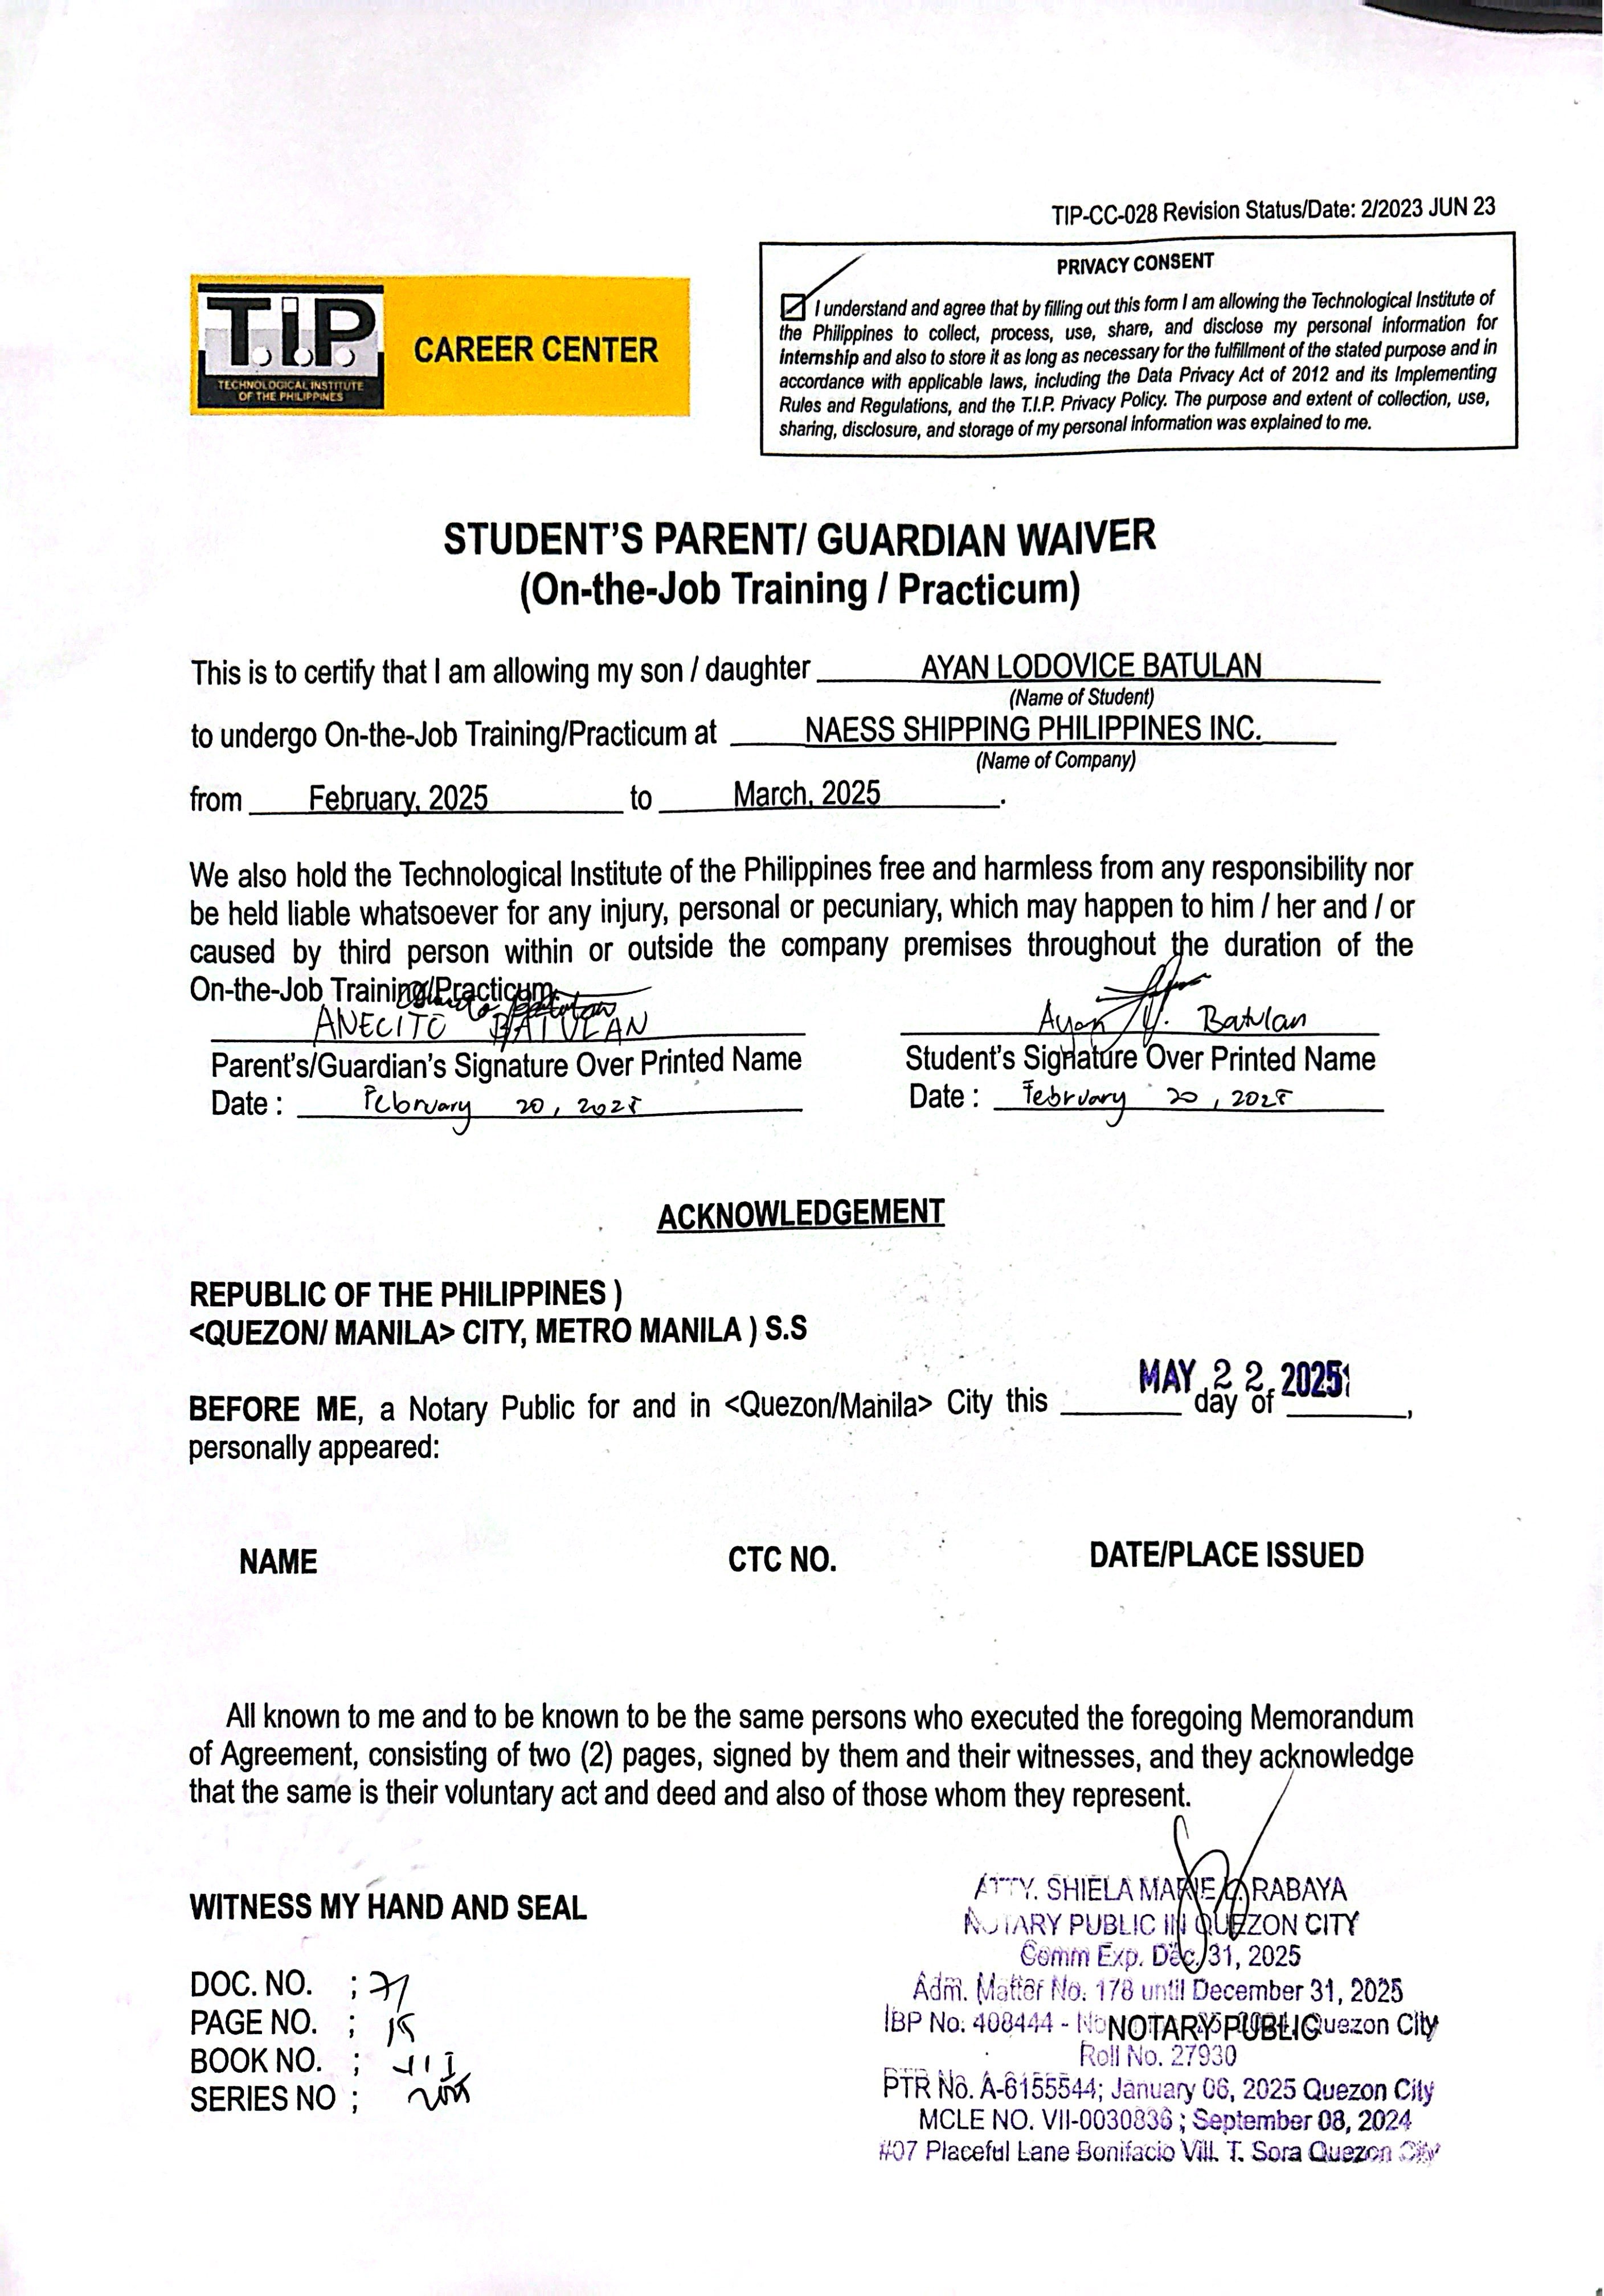 TIP-CC-028 Revision Status/Date: 2/2023 JUN 23
T.I.P
TECHNOLOGICAL INSTITUTE
OF THE PHILIPPINES
CAREER CENTER
PRIVACY CONSENT
I understand and agree that by filling out this form I am allowing the Technological Institute of
the Philippines to collect, process, use, share, and disclose my personal information for
internship and also to store it as long as necessary for the fulfillment of the stated purpose and in
accordance with applicable laws, including the Data Privacy Act of 2012 and its Implementing
Rules and Regulations, and the T.I.P. Privacy Policy. The purpose and extent of collection, use,
sharing, disclosure, and storage of my personal information was explained to me.
STUDENT'S PARENT/ GUARDIAN WAIVER
(On-the-Job Training / Practicum)
This is to certify that I am allowing my son / daughter AYAN LODOVICE BATULAN
(Name of Student)
to undergo On-the-Job Training/Practicum at NAESS SHIPPING PHILIPPINES INC.
(Name of Company)
from February, 2025 to March, 2025.
We also hold the Technological Institute of the Philippines free and harmless from any responsibility nor
be held liable whatsoever for any injury, personal or pecuniary, which may happen to him / her and / or
caused by third person within or outside the company premises throughout the duration of the
On-the-Job Training/Practicum.
ANECITO BATULAN
Parent's/Guardian's Signature Over Printed Name
Date : February 20, 2025
Ayan Batulan
Student's Signature Over Printed Name
Date : February 20, 2025
ACKNOWLEDGEMENT
REPUBLIC OF THE PHILIPPINES )
<QUEZON/ MANILA> CITY, METRO MANILA ) S.S
MAY 22 2025
BEFORE ME, a Notary Public for and in <Quezon/Manila> City this ______ day of ______,
personally appeared:
NAME CTC NO. DATE/PLACE ISSUED
All known to me and to be known to be the same persons who executed the foregoing Memorandum
of Agreement, consisting of two (2) pages, signed by them and their witnesses, and they acknowledge
that the same is their voluntary act and deed and also of those whom they represent.
WITNESS MY HAND AND SEAL
DOC. NO. ; 71
PAGE NO. ; 15
BOOK NO. ;
SERIES NO ;
ATTY. SHIELA MARIE RABAYA
NOTARY PUBLIC IN QUEZON CITY
Comm Exp. Dec. 31, 2025
Adm. Matter No. 178 until December 31, 2025
IBP No. 408444 - Quezon City
NOTARY PUBLIC
Roll No. 27930
PTR No. A-6155544; January 06, 2025 Quezon City
MCLE NO. VII-0030836 ; September 08, 2024
#07 Placeful Lane Bonifacio Vill. T. Sora Quezon City